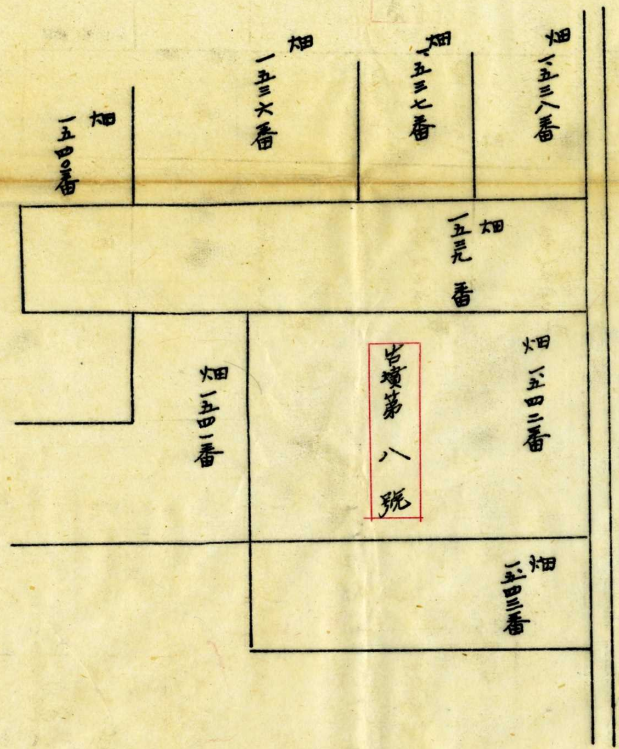 畑
一、五三八番
畑
一、五三七番
畑
一五三六番
畑
一五四〇番
畑
一五三九番
畑 一、五四二番
古墳第八號
畑 一五四一番
畑
一、五四三番